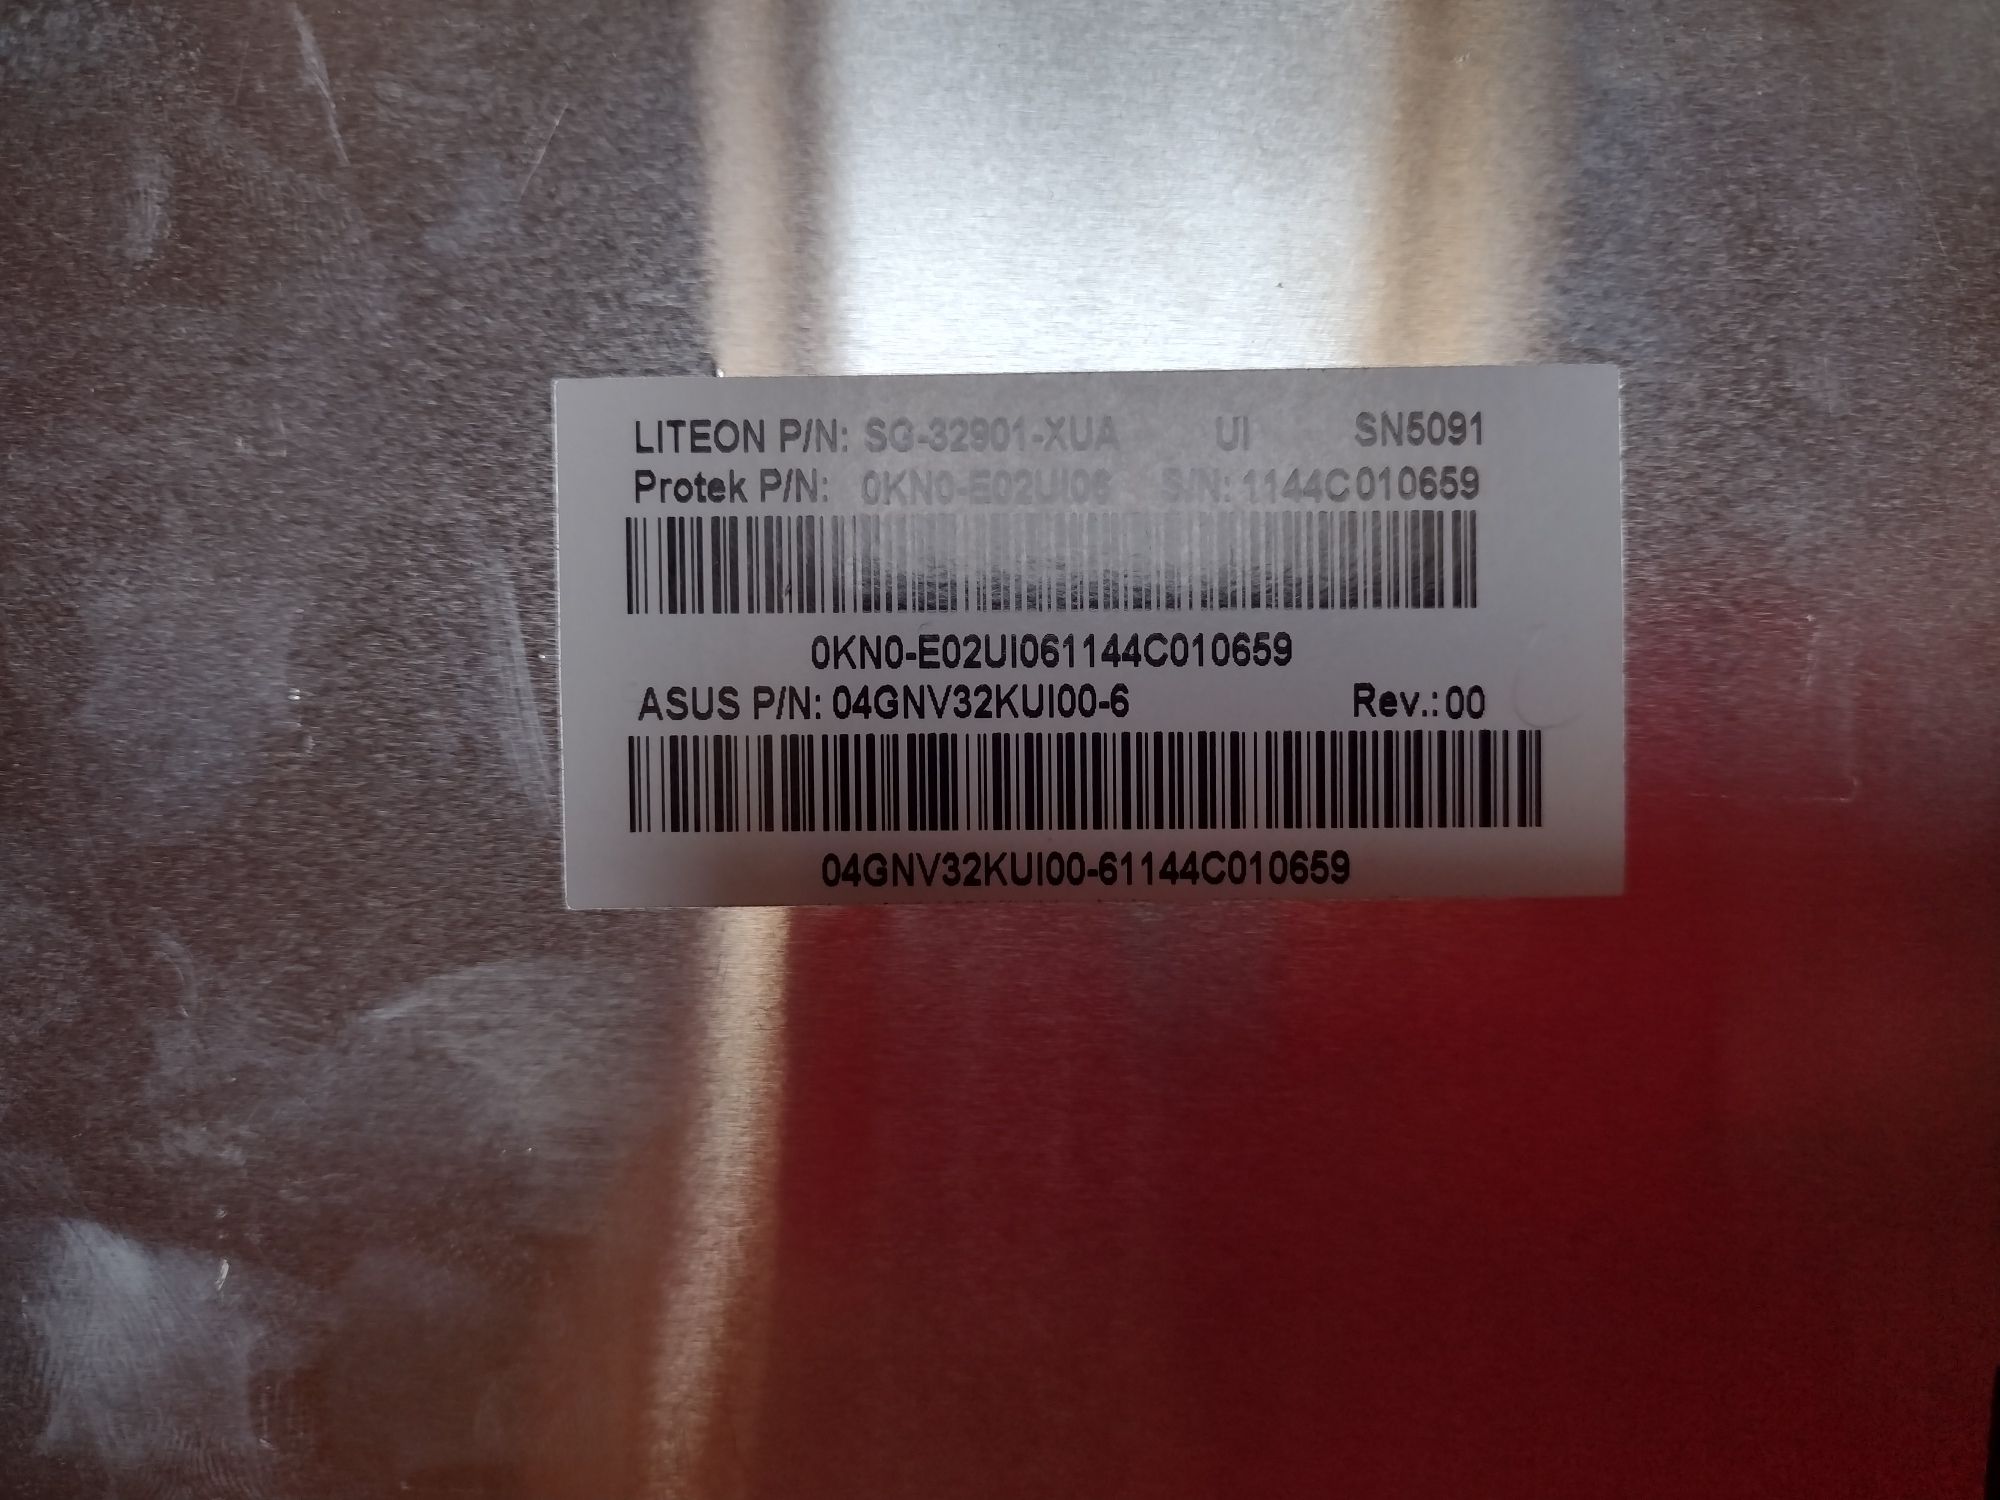 LITEON P/N: SG-32901-XUA UI SN5091
Protek P/N: 0KN0-E02UI06 S/N: 1144C010659
0KN0-E02UI061144C010659
ASUS P/N: 04GNV32KUI00-6 Rev.: 00
04GNV32KUI00-61144C010659